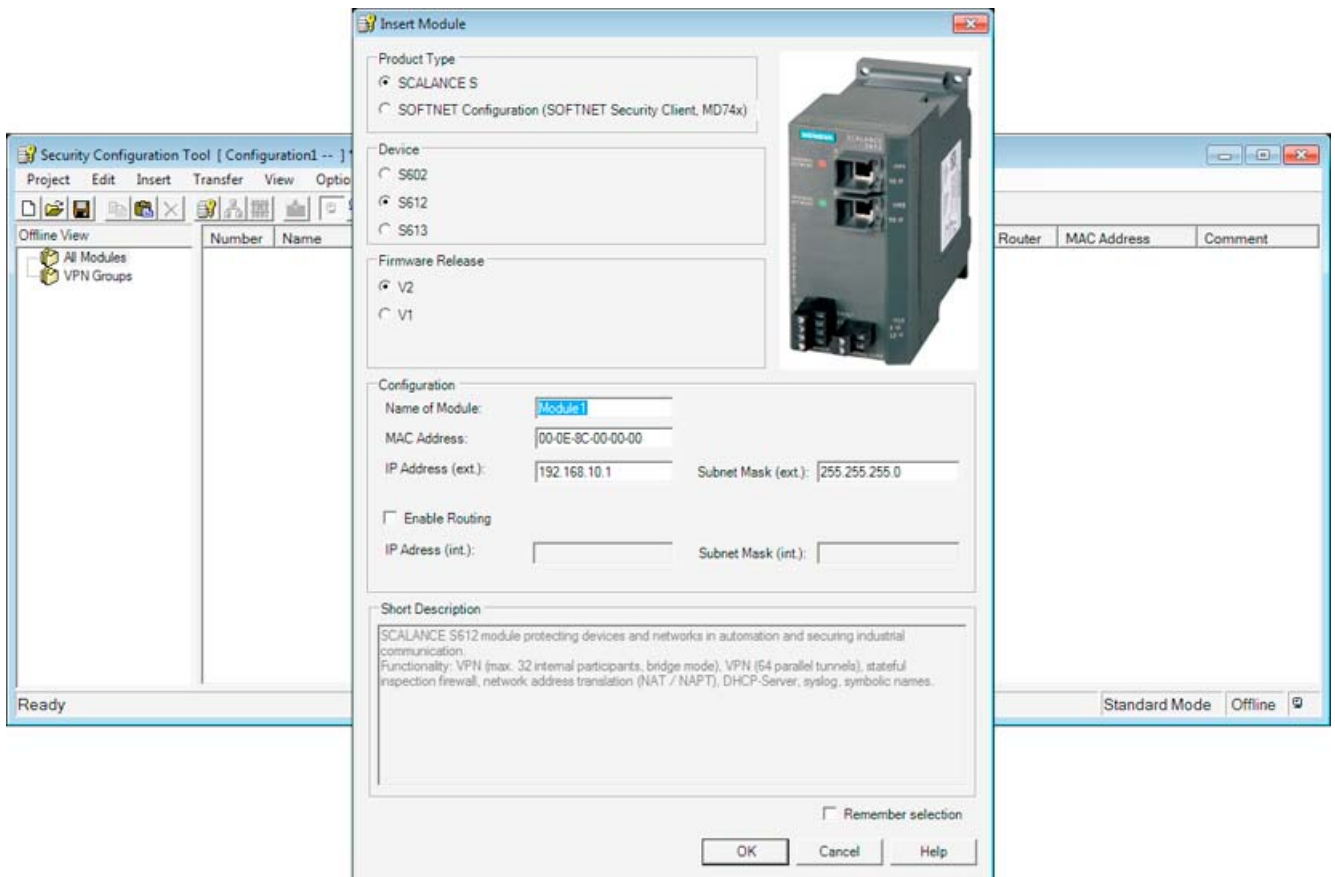 Insert Module
Product Type
SCALANCE S
SOFTNET Configuration (SOFTNET Security Client, MD74x)
Device
S602
S612
S613
Firmware Release
V2
V1
SIEMENS
SCALANCE
Configuration
Name of Module: Module1
MAC Address: 00-0E-8C-00-00-00
IP Address (ext.): 192.168.10.1 Subnet Mask (ext.): 255.255.255.0
Enable Routing
IP Adress (int.): Subnet Mask (int.):
Short Description
SCALANCE S612 module protecting devices and networks in automation and securing industrial
communication.
Functionality: VPN (max. 32 internal participants, bridge mode), VPN (64 parallel tunnels), stateful
inspection firewall, network address translation (NAT / NAPT), DHCP-Server, syslog, symbolic names.
Remember selection
OK Cancel Help
Security Configuration Tool [ Configuration1 -- ]
Project Edit Insert Transfer View Optio
Offline View
All Modules
VPN Groups
Number Name Router MAC Address Comment
Ready Standard Mode Offline